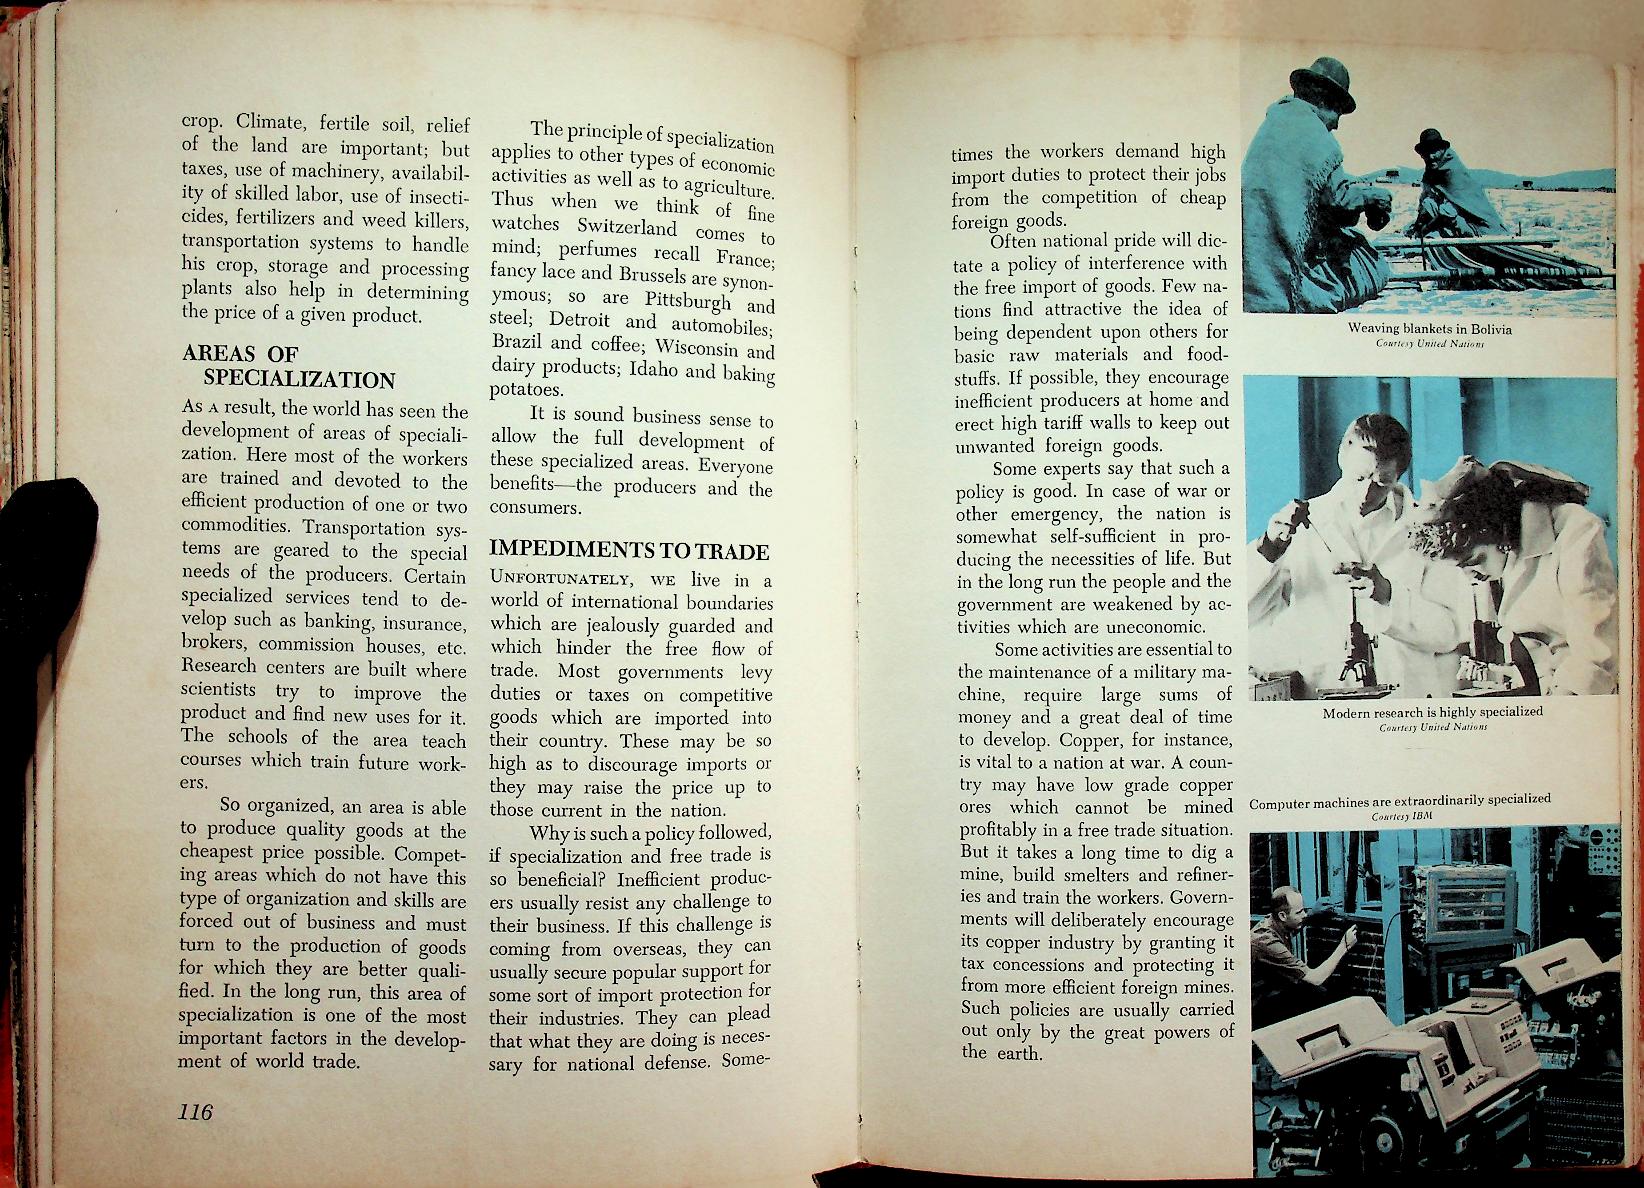 crop. Climate, fertile soil, relief
of the land are important; but
taxes, use of machinery, availabil-
ity of skilled labor, use of insecti-
cides, fertilizers and weed killers,
transportation systems to handle
his crop, storage and processing
plants also help in determining
the price of a given product.
AREAS OF
SPECIALIZATION
As a result, the world has seen the
development of areas of speciali-
zation. Here most of the workers
are trained and devoted to the
efficient production of one or two
commodities. Transportation sys-
tems are geared to the special
needs of the producers. Certain
specialized services tend to de-
velop such as banking, insurance,
brokers, commission houses, etc.
Research centers are built where
scientists try to improve the
product and find new uses for it.
The schools of the area teach
courses which train future work-
ers.
So organized, an area is able
to produce quality goods at the
cheapest price possible. Compet-
ing areas which do not have this
type of organization and skills are
forced out of business and must
turn to the production of goods
for which they are better quali-
fied. In the long run, this area of
specialization is one of the most
important factors in the develop-
ment of world trade.
116
The principle of specialization
applies to other types of economic
activities as well as to agriculture.
Thus when we think of fine
watches Switzerland comes to
mind; perfumes recall France;
fancy lace and Brussels are synon-
ymous; so are Pittsburgh and
steel; Detroit and automobiles;
Brazil and coffee; Wisconsin and
dairy products; Idaho and baking
potatoes.
It is sound business sense to
allow the full development of
these specialized areas. Everyone
benefits—the producers and the
consumers.
IMPEDIMENTS TO TRADE
Unfortunately, we live in a
world of international boundaries
which are jealously guarded and
which hinder the free flow of
trade. Most governments levy
duties or taxes on competitive
goods which are imported into
their country. These may be so
high as to discourage imports or
they may raise the price up to
those current in the nation.
Why is such a policy followed,
if specialization and free trade is
so beneficial? Inefficient produc-
ers usually resist any challenge to
their business. If this challenge is
coming from overseas, they can
usually secure popular support for
some sort of import protection for
their industries. They can plead
that what they are doing is neces-
sary for national defense. Some-
times the workers demand high
import duties to protect their jobs
from the competition of cheap
foreign goods.
Often national pride will dic-
tate a policy of interference with
the free import of goods. Few na-
tions find attractive the idea of
being dependent upon others for
basic raw materials and food-
stuffs. If possible, they encourage
inefficient producers at home and
erect high tariff walls to keep out
unwanted foreign goods.
Some experts say that such a
policy is good. In case of war or
other emergency, the nation is
somewhat self-sufficient in pro-
ducing the necessities of life. But
in the long run the people and the
government are weakened by ac-
tivities which are uneconomic.
Some activities are essential to
the maintenance of a military ma-
chine, require large sums of
money and a great deal of time
to develop. Copper, for instance,
is vital to a nation at war. A coun-
try may have low grade copper
ores which cannot be mined
profitably in a free trade situation.
But it takes a long time to dig a
mine, build smelters and refiner-
ies and train the workers. Govern-
ments will deliberately encourage
its copper industry by granting it
tax concessions and protecting it
from more efficient foreign mines.
Such policies are usually carried
out only by the great powers of
the earth.
Weaving blankets in Bolivia
Courtesy United Nations
Modern research is highly specialized
Courtesy United Nations
Computer machines are extraordinarily specialized
Courtesy IBM